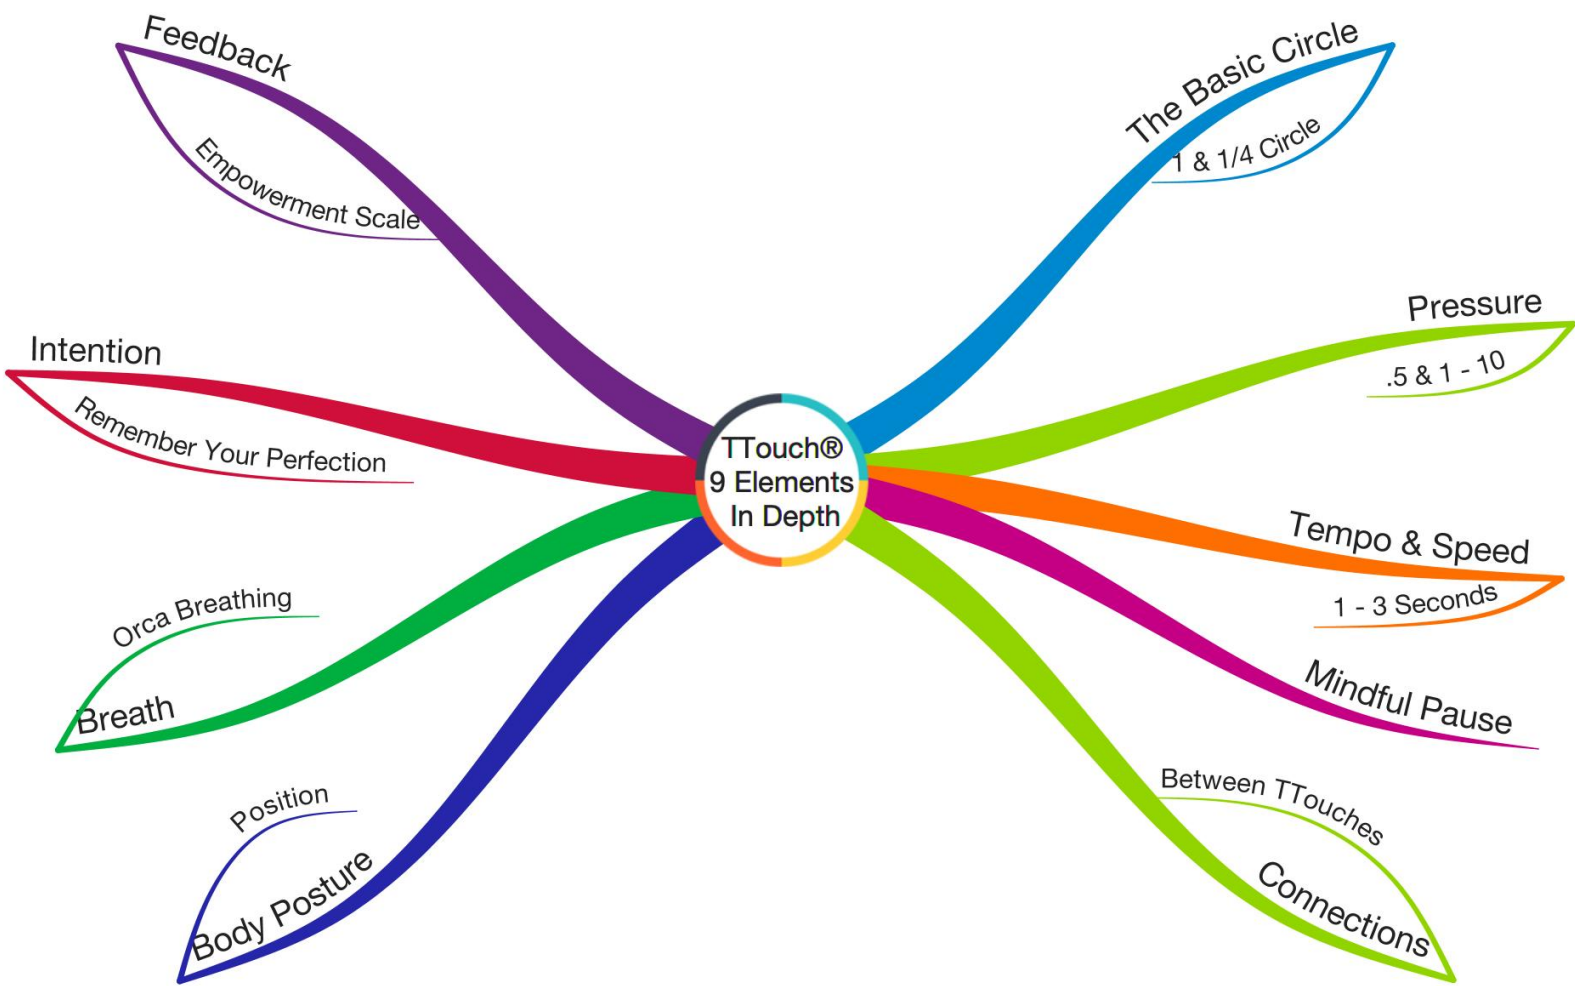 Feedback
Empowerment Scale
Intention
Remember Your Perfection
Orca Breathing
Breath
Position
Body Posture
TTouch®
9 Elements
In Depth
The Basic Circle
1 & 1/4 Circle
Pressure
.5 & 1 - 10
Tempo & Speed
1 - 3 Seconds
Mindful Pause
Between TTouches
Connections